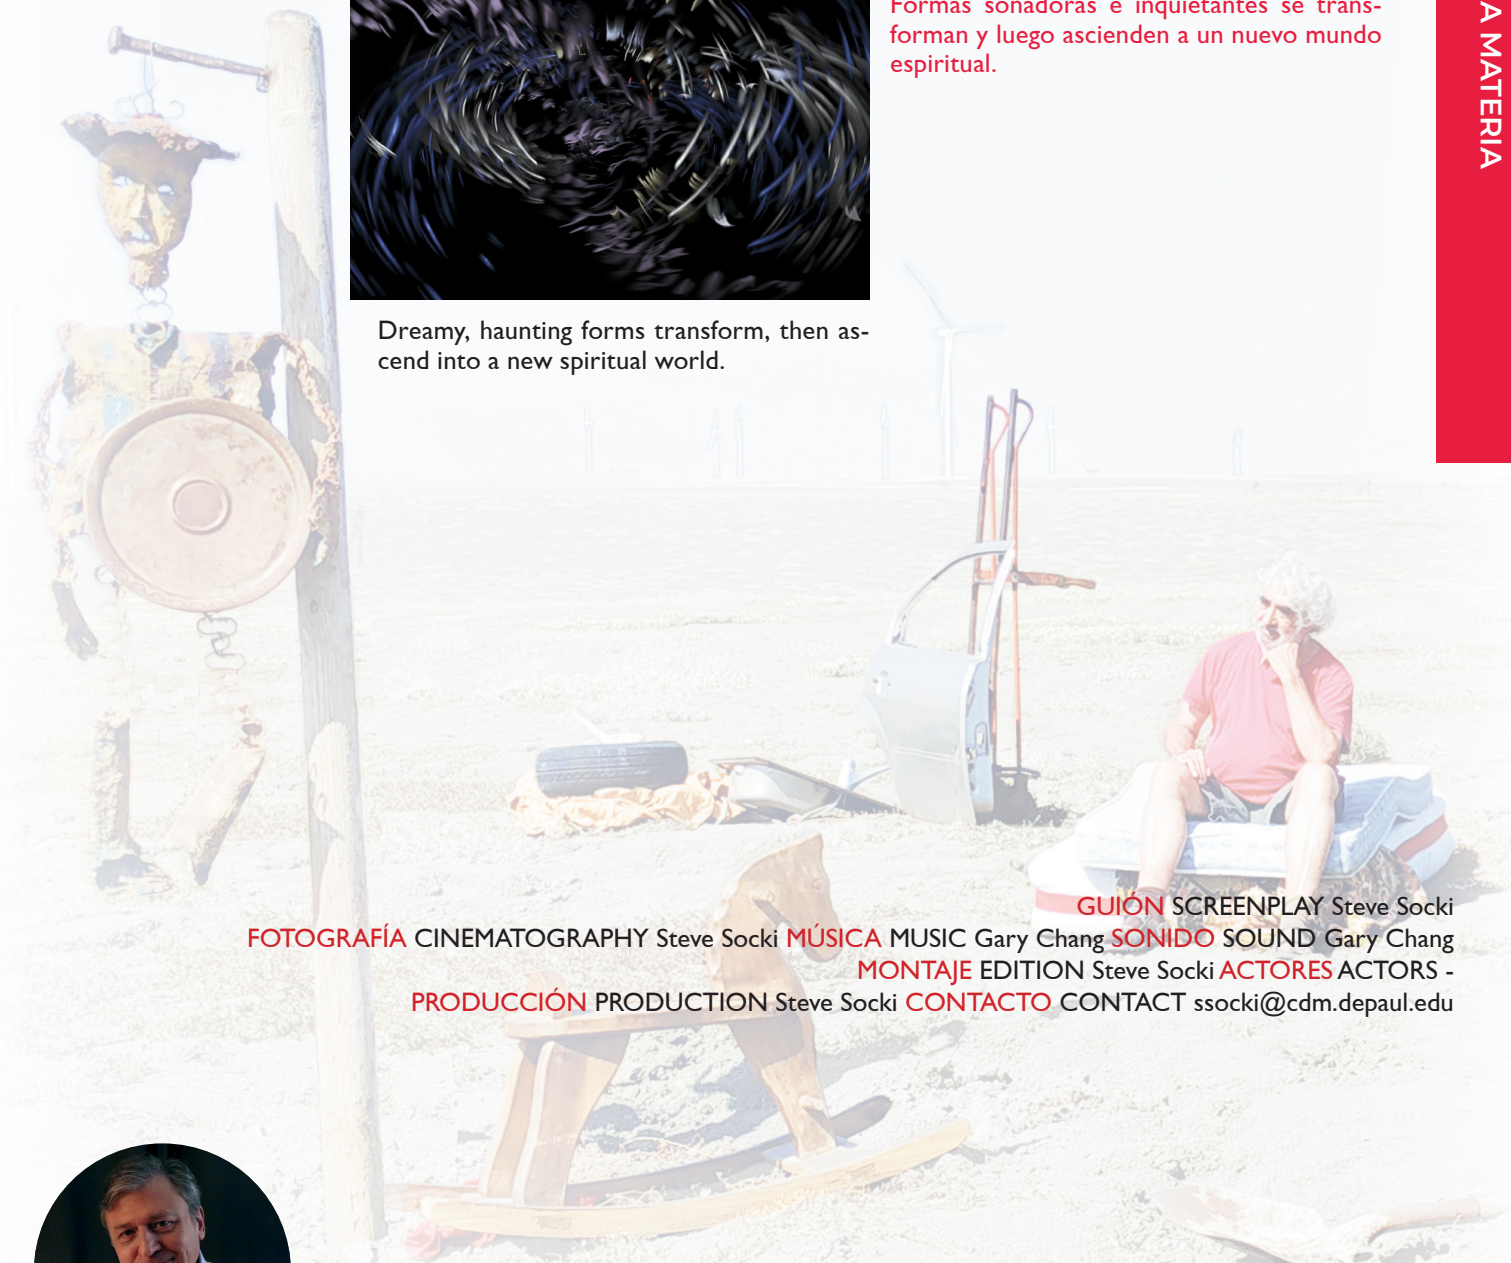 Formas soñadoras e inquietantes se trans-
forman y luego ascienden a un nuevo mundo
espiritual.
A MATERIA
Dreamy, haunting forms transform, then as-
cend into a new spiritual world.
GUIÓN SCREENPLAY Steve Socki
FOTOGRAFÍA CINEMATOGRAPHY Steve Socki MÚSICA MUSIC Gary Chang SONIDO SOUND Gary Chang
MONTAJE EDITION Steve Socki ACTORES ACTORS -
PRODUCCIÓN PRODUCTION Steve Socki CONTACTO CONTACT ssocki@cdm.depaul.edu